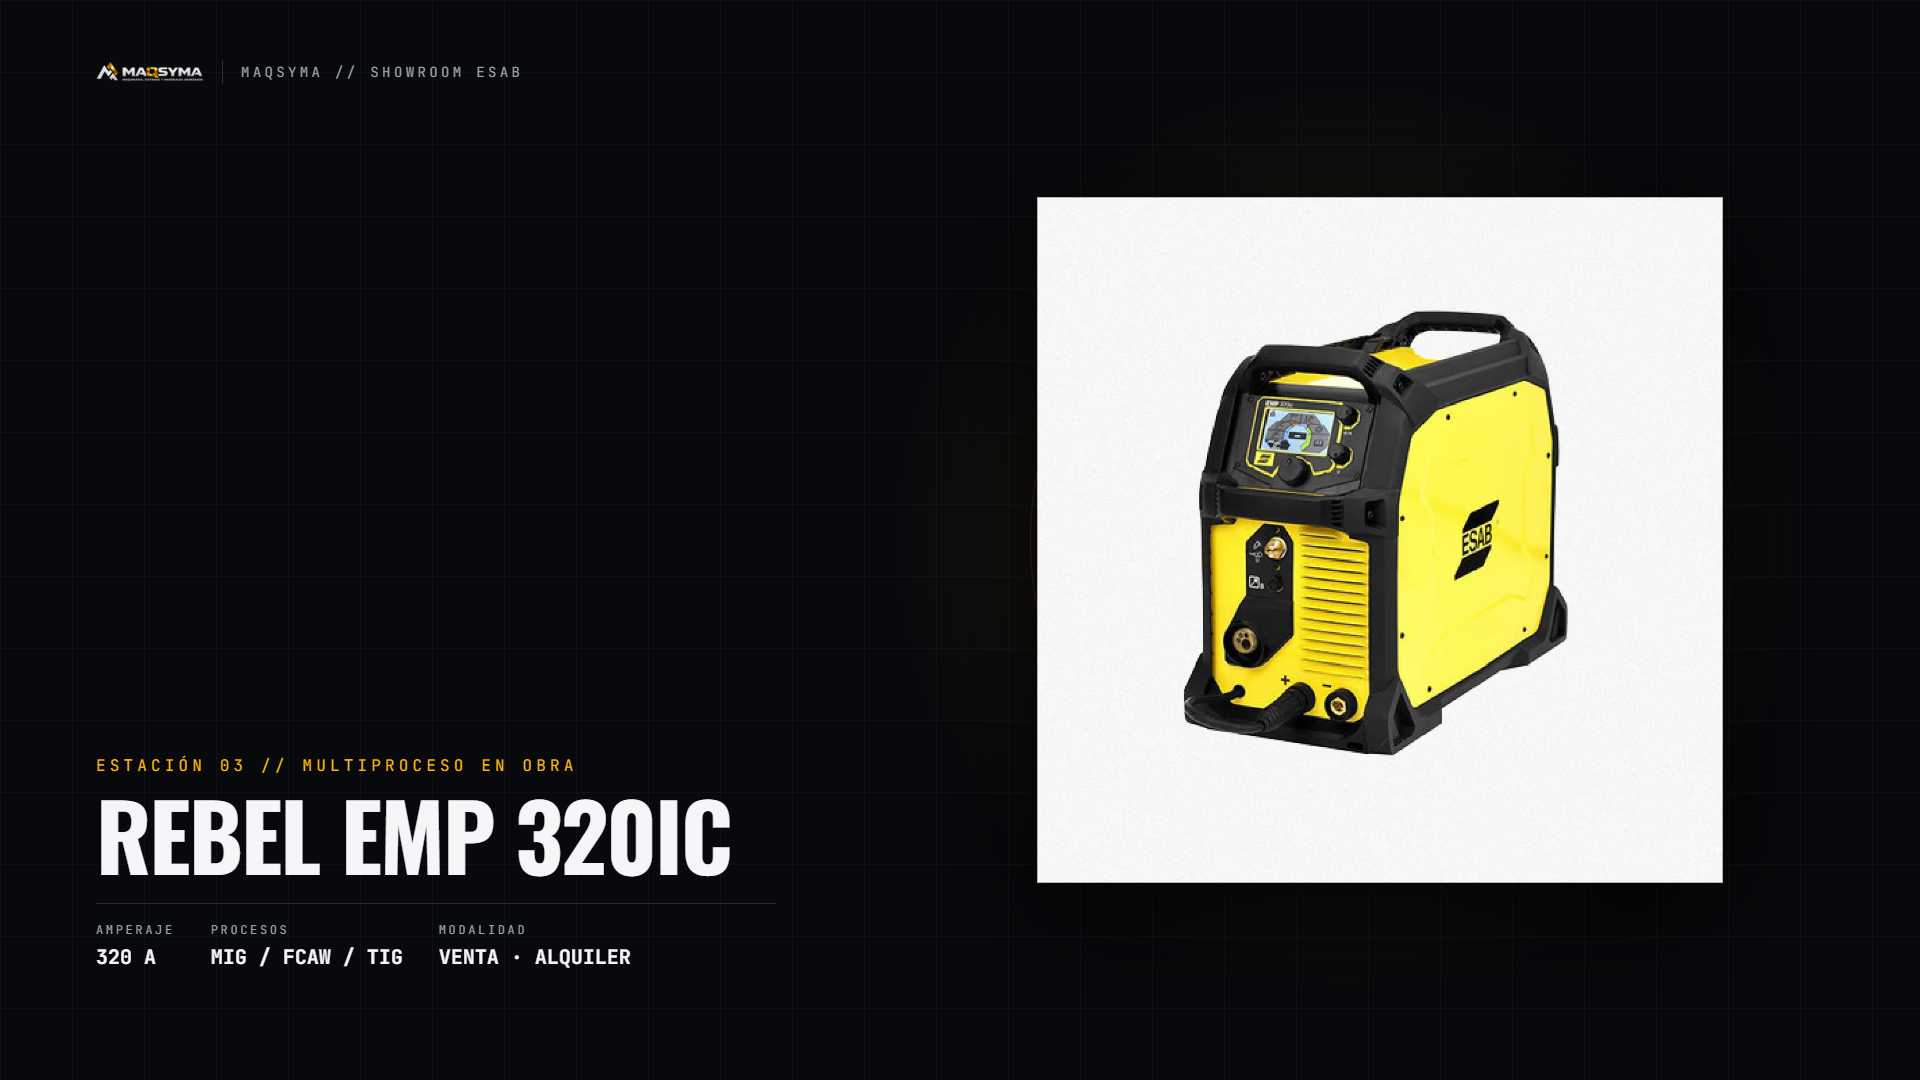 MAQSYMA
MAQSYMA // SHOWROOM ESAB
ESAB
+ −
ESTACIÓN 03 // MULTIPROCESO EN OBRA
REBEL EMP 320IC
AMPERAJE PROCESOS MODALIDAD
320 A MIG / FCAW / TIG VENTA · ALQUILER